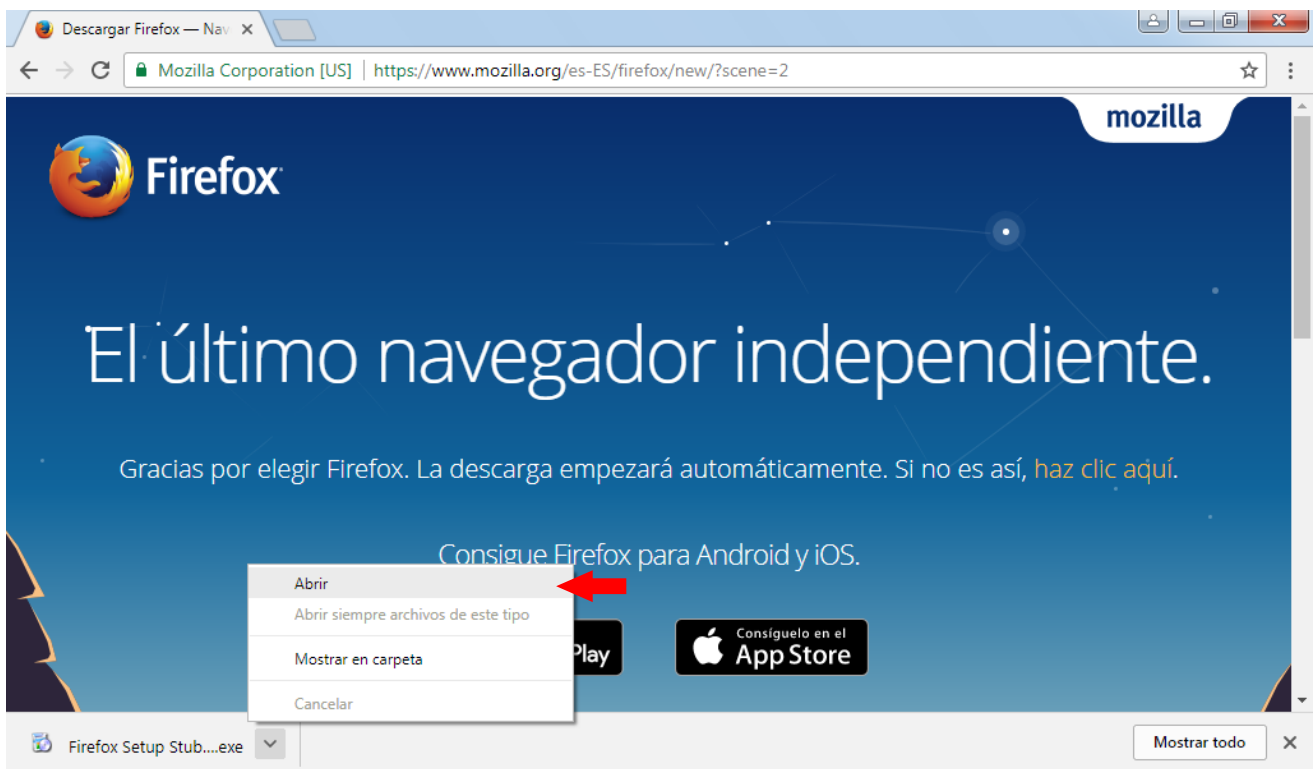 Descargar Firefox — Nav
Mozilla Corporation [US] | https://www.mozilla.org/es-ES/firefox/new/?scene=2
mozilla
Firefox
El último navegador independiente.
Gracias por elegir Firefox. La descarga empezará automáticamente. Si no es así, haz clic aquí.
Consigue Firefox para Android y iOS.
Abrir
Abrir siempre archivos de este tipo
Mostrar en carpeta
Cancelar
Play
Consíguelo en el
App Store
Firefox Setup Stub....exe
Mostrar todo